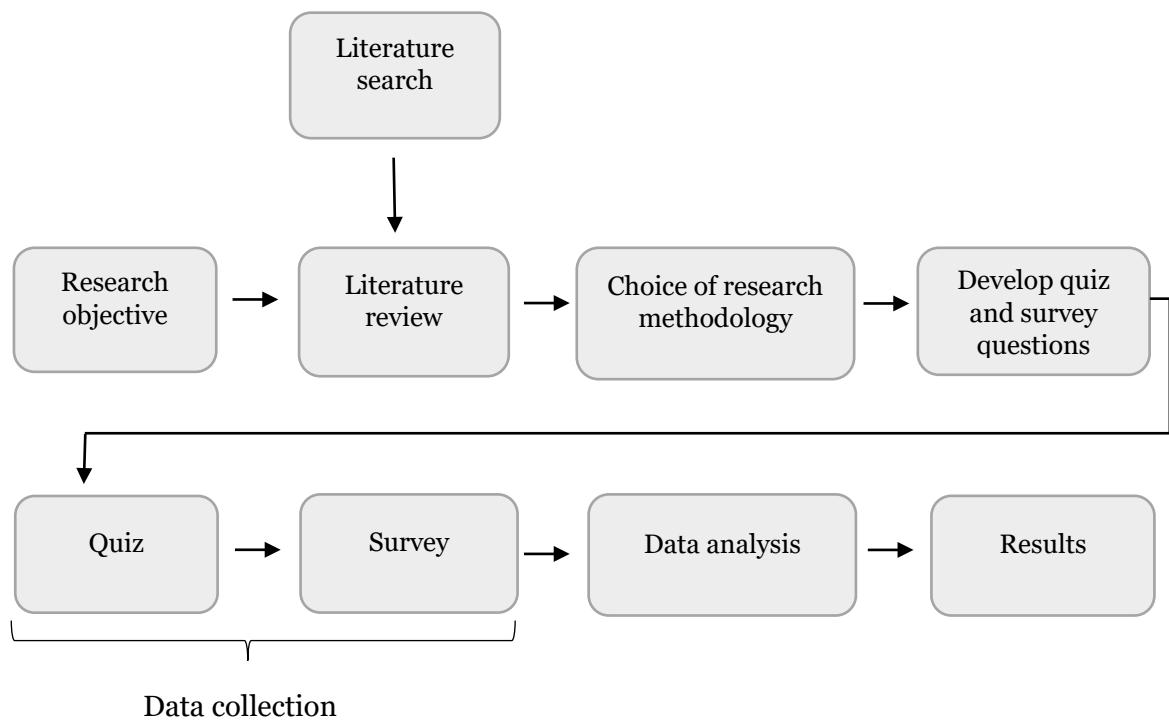 Literature
search
Research
objective
Literature
review
Choice of research
methodology
Develop quiz
and survey
questions
Quiz
Survey
Data analysis
Results
Data collection